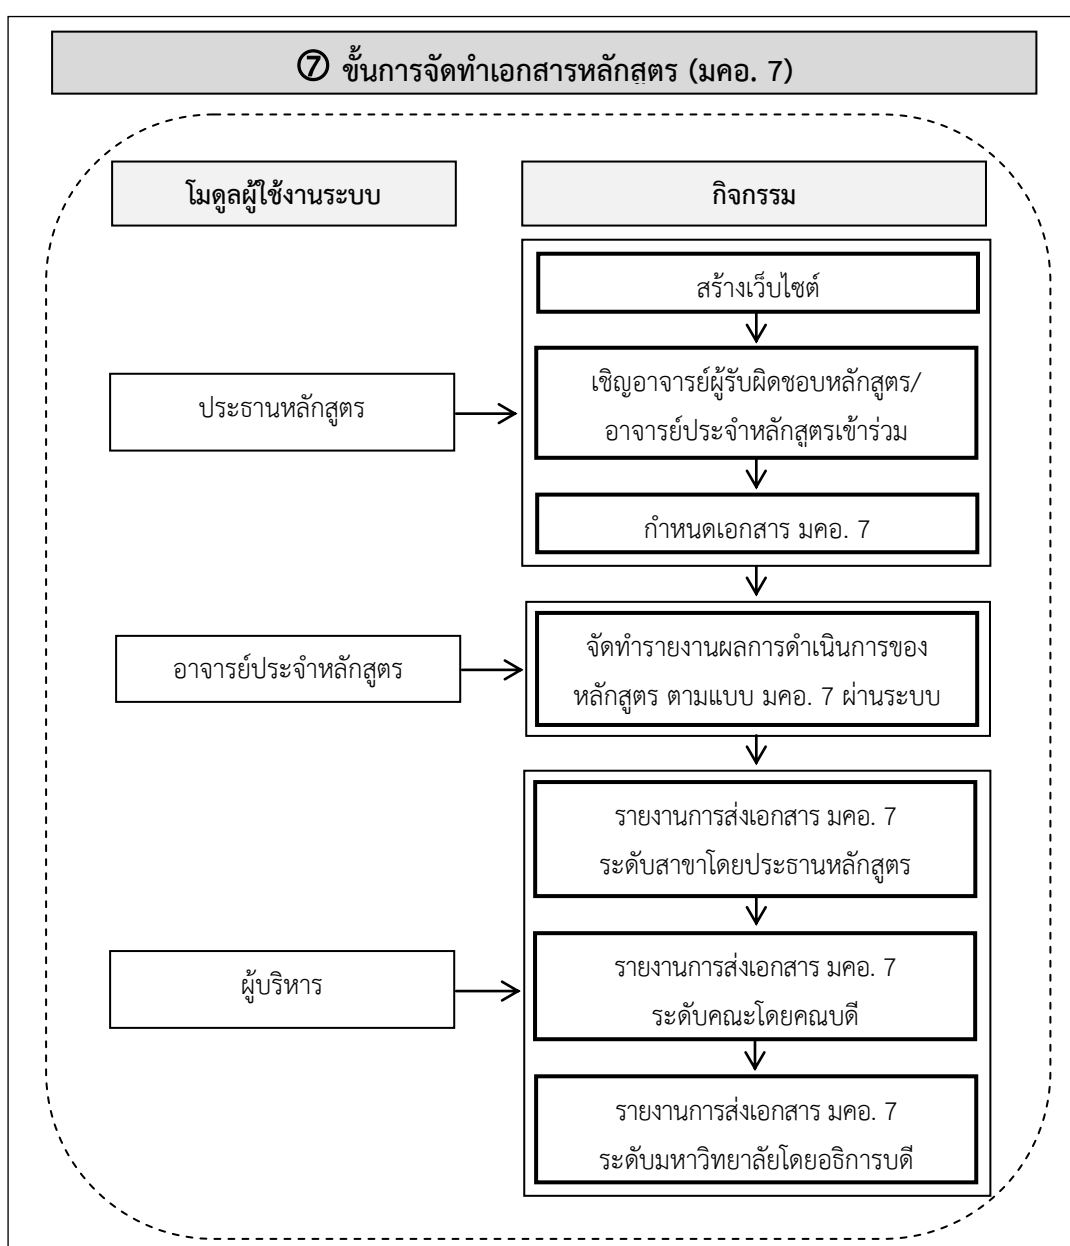 ⑦ ขั้นการจัดทำเอกสารหลักสูตร (มคอ. 7)
โมดูลผู้ใช้งานระบบ
กิจกรรม
สร้างเว็บไซต์
ประธานหลักสูตร
เชิญอาจารย์ผู้รับผิดชอบหลักสูตร/
อาจารย์ประจำหลักสูตรเข้าร่วม
กำหนดเอกสาร มคอ. 7
อาจารย์ประจำหลักสูตร
จัดทำรายงานผลการดำเนินการของ
หลักสูตร ตามแบบ มคอ. 7 ผ่านระบบ
รายงานการส่งเอกสาร มคอ. 7
ระดับสาขาโดยประธานหลักสูตร
ผู้บริหาร
รายงานการส่งเอกสาร มคอ. 7
ระดับคณะโดยคณบดี
รายงานการส่งเอกสาร มคอ. 7
ระดับมหาวิทยาลัยโดยอธิการบดี